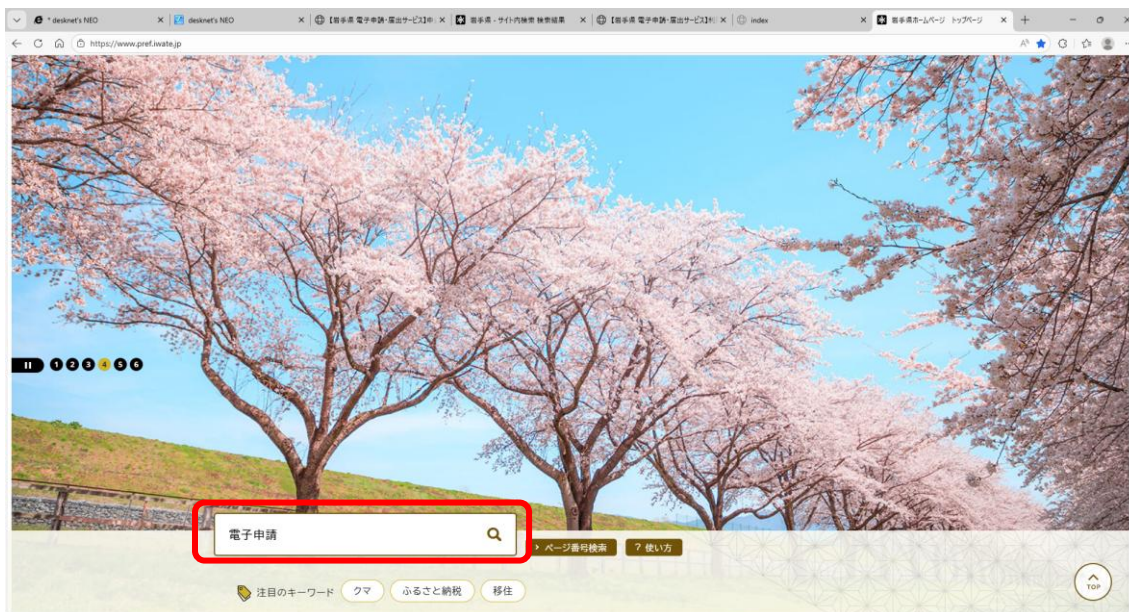 * desknet's NEO
desknet's NEO
【岩手県 電子申請・届出サービス】申
岩手県 - サイト内検索 検索結果
【岩手県 電子申請・届出サービス】利
index
岩手県ホームページ トップページ
https://www.pref.iwate.jp
1 2 3 4 5 6
電子申請
ページ番号検索
? 使い方
注目のキーワード クマ ふるさと納税 移住
TOP